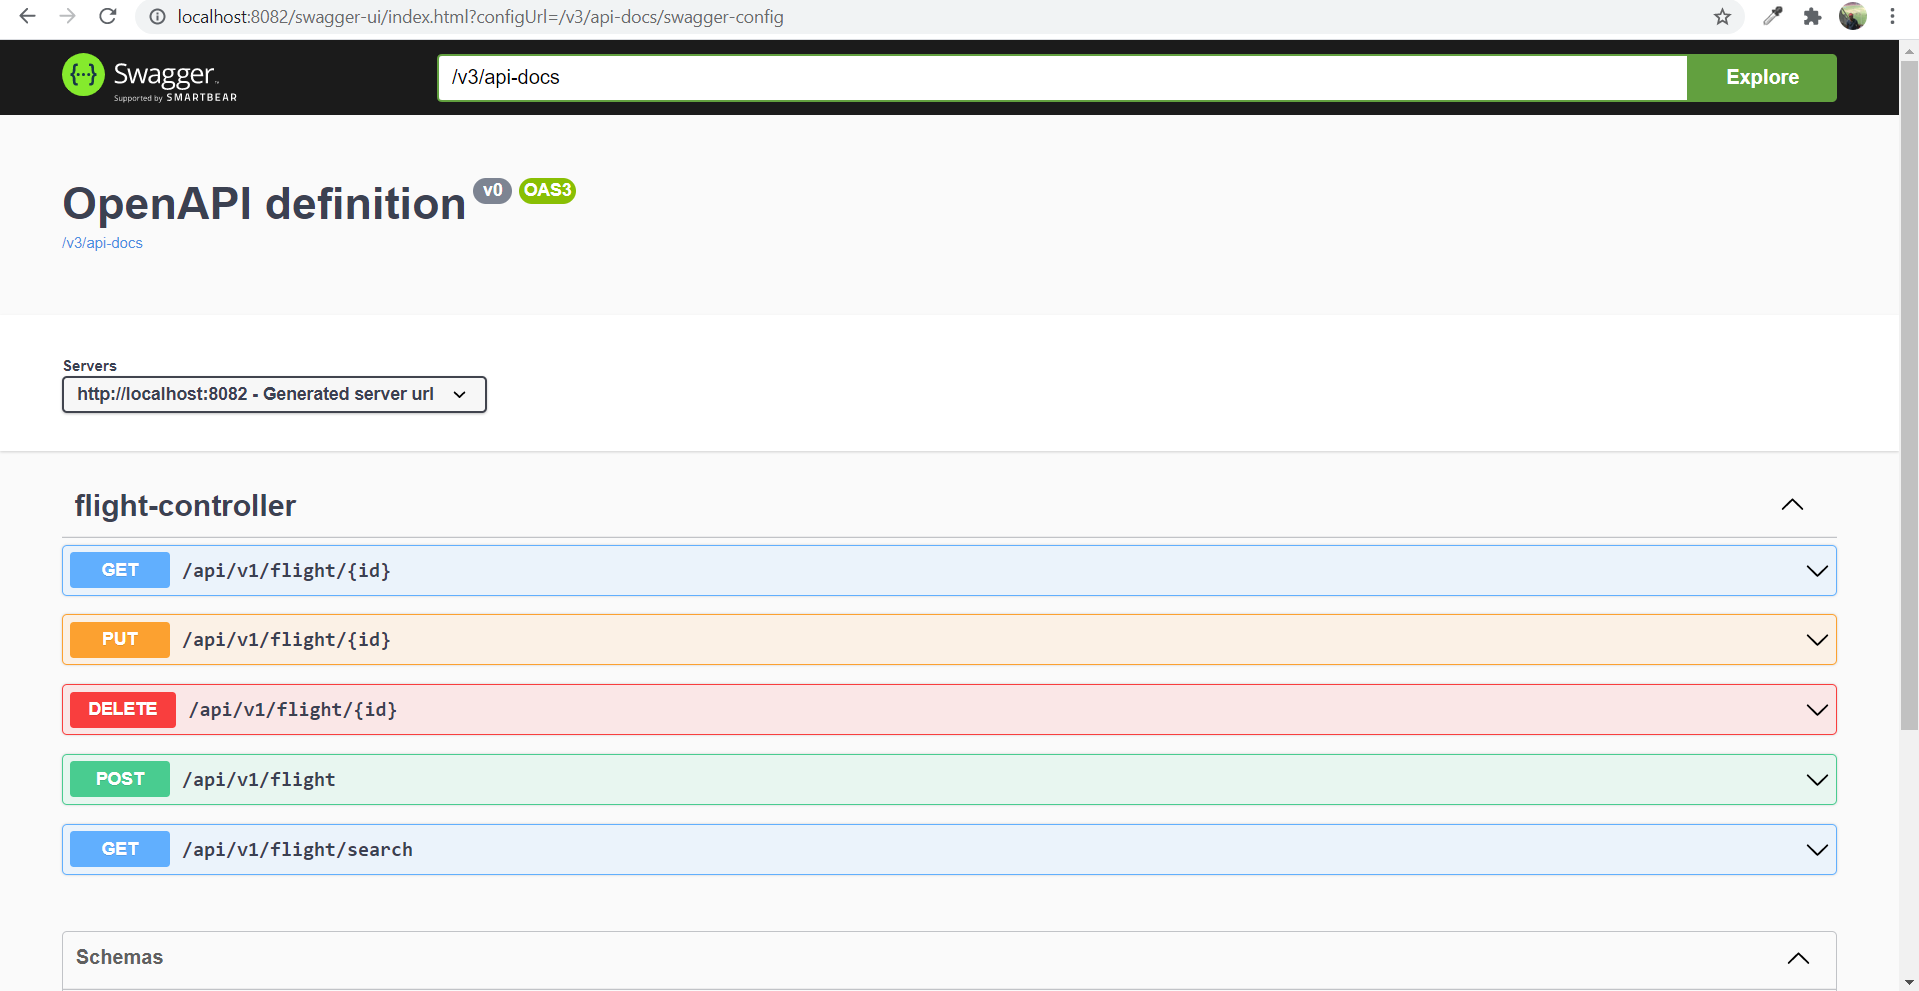 localhost:8082/swagger-ui/index.html?configUrl=/v3/api-docs/swagger-config
Swagger™
Supported by SMARTBEAR
/v3/api-docs
Explore
OpenAPI definition v0 OAS3
/v3/api-docs
Servers
http://localhost:8082 - Generated server url
flight-controller
GET /api/v1/flight/{id}
PUT /api/v1/flight/{id}
DELETE /api/v1/flight/{id}
POST /api/v1/flight
GET /api/v1/flight/search
Schemas